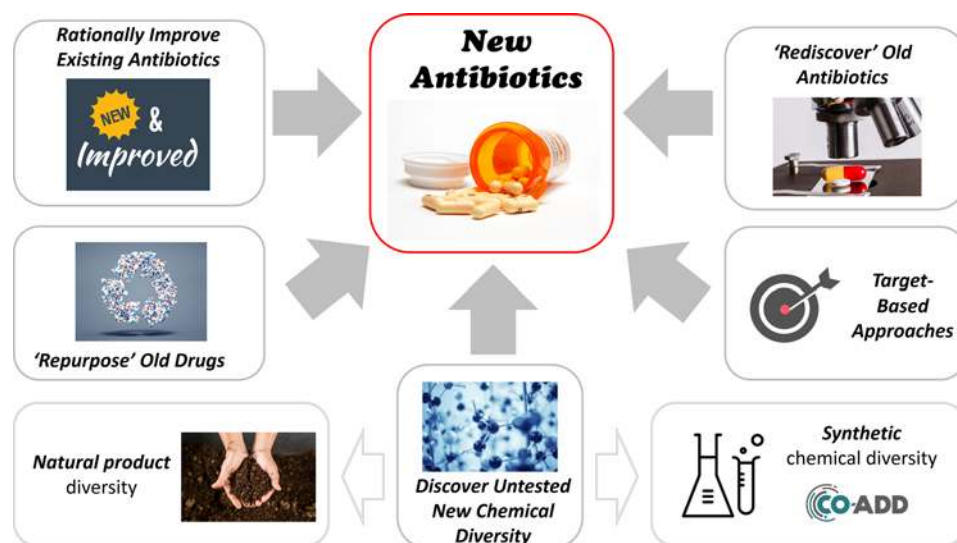 Rationally Improve
Existing Antibiotics
NEW
&
Improved
New
Antibiotics
'Rediscover' Old
Antibiotics
'Repurpose' Old Drugs
Target-
Based
Approaches
Natural product
diversity
Discover Untested
New Chemical
Diversity
Synthetic
chemical diversity
CO-ADD